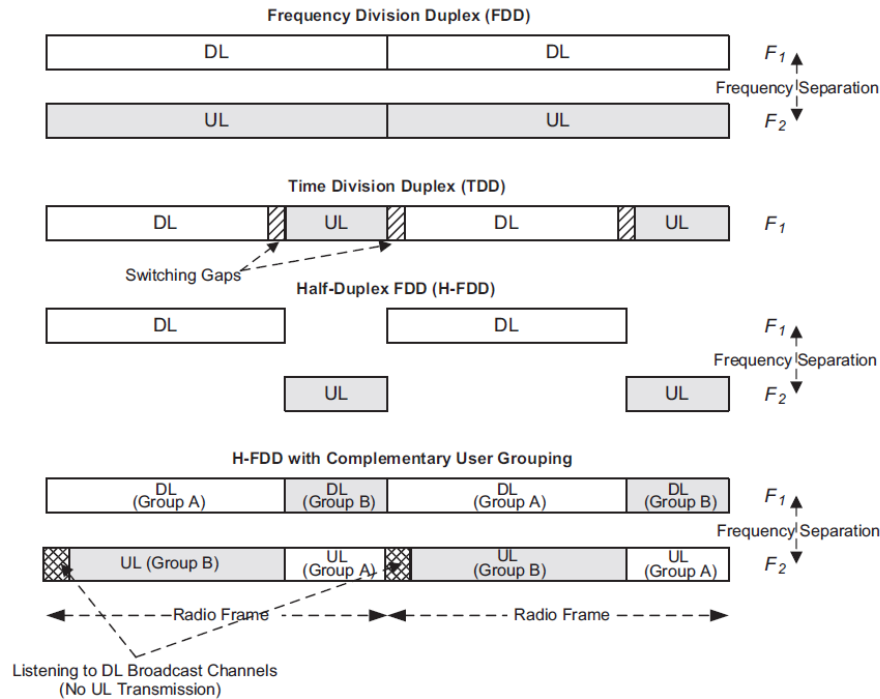 Frequency Division Duplex (FDD)
DL DL F1
Frequency Separation
UL UL F2
Time Division Duplex (TDD)
DL UL DL UL F1
Switching Gaps
Half-Duplex FDD (H-FDD)
DL DL F1
Frequency Separation
UL UL F2
H-FDD with Complementary User Grouping
DL DL DL DL
(Group A) (Group B) (Group A) (Group B) F1
Frequency Separation
UL (Group B) UL UL UL
(Group A) (Group B) (Group A) F2
Radio Frame Radio Frame
Listening to DL Broadcast Channels
(No UL Transmission)